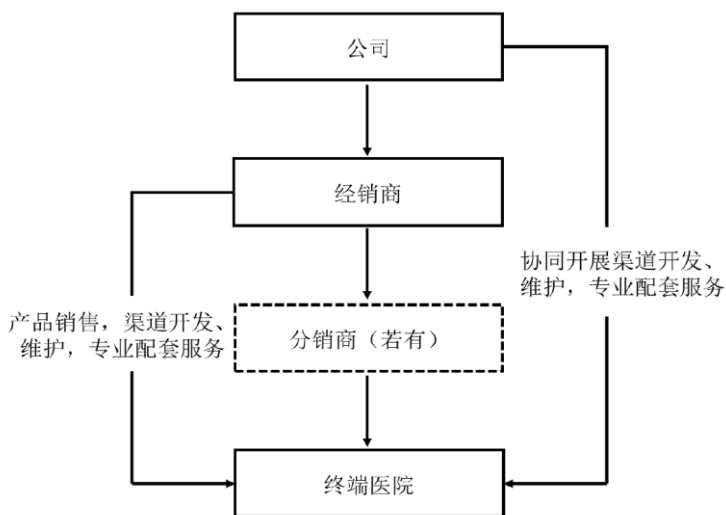 公司
经销商
协同开展渠道开发、
维护，专业配套服务
产品销售，渠道开发、
维护，专业配套服务
分销商（若有）
终端医院